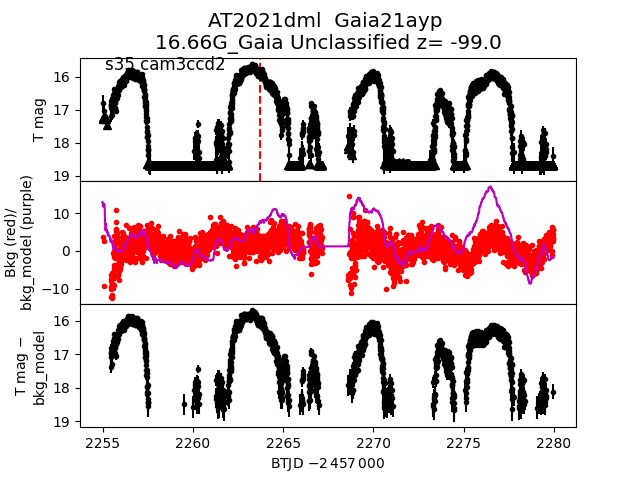 AT2021dml  Gaia21ayp
16.66G_Gaia Unclassified z= -99.0
s35 cam3ccd2
T mag
16
17
18
19
Bkg (red)/
bkg_model (purple)
10
0
−10
T mag −
bkg_model
16
17
18
19
2255 2260 2265 2270 2275 2280
BTJD −2 457 000